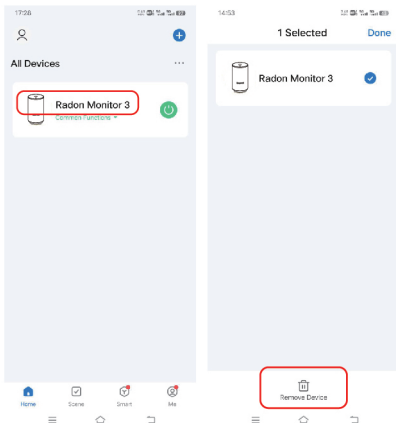 17:28
All Devices
Radon Monitor 3
Common Functions
Home
Scene
Smart
Me
14:53
1 Selected
Done
Radon Monitor 3
Remove Device